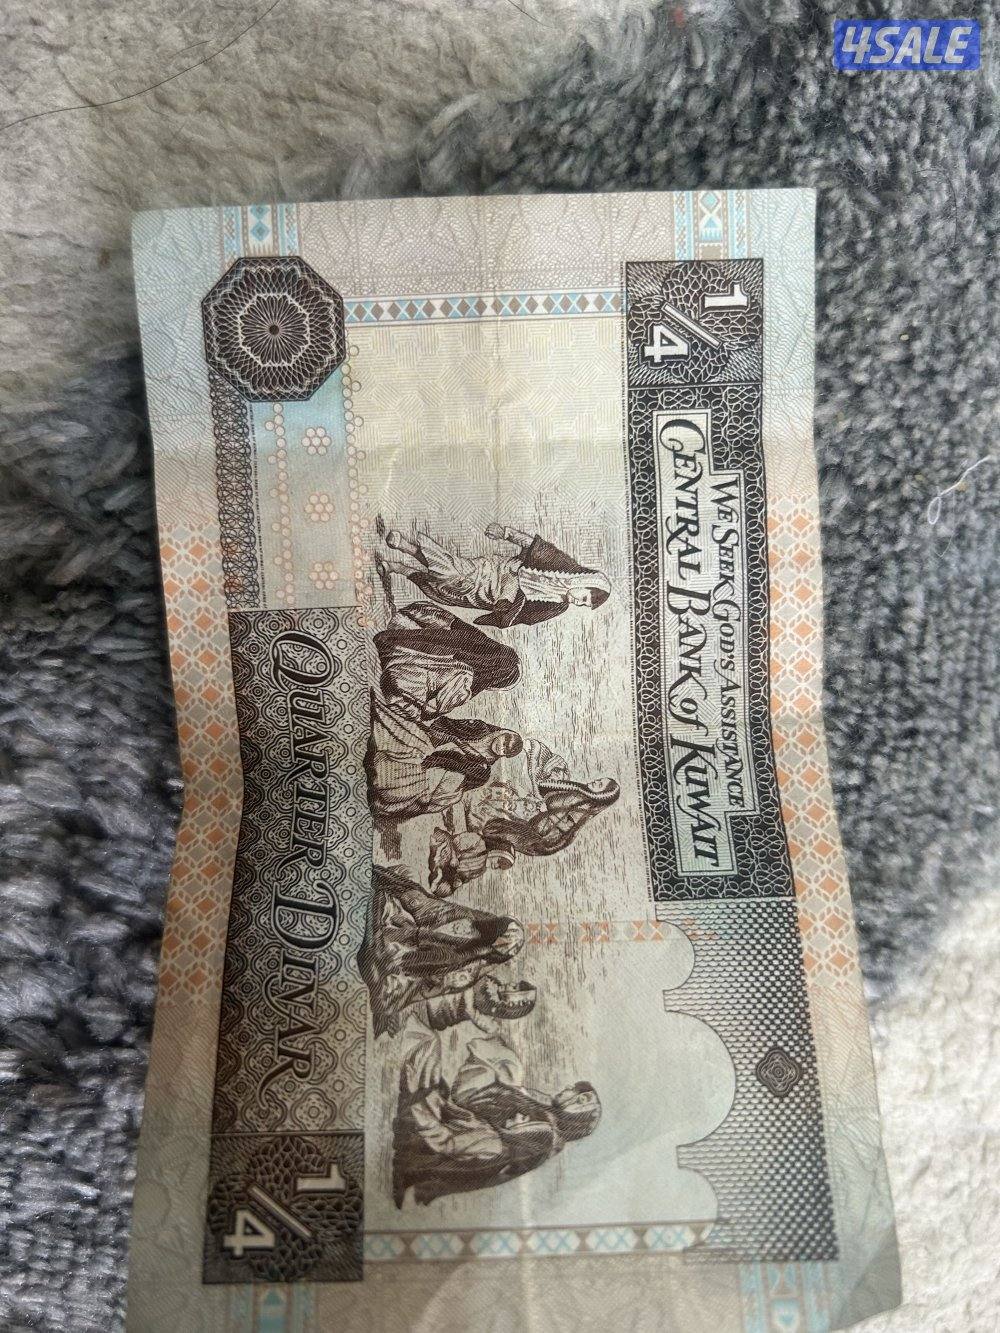 4SALE
1/4
WE SEEK GOD'S ASSISTANCE
CENTRAL BANK of KUWAIT
QUARTER DINAR
1/4